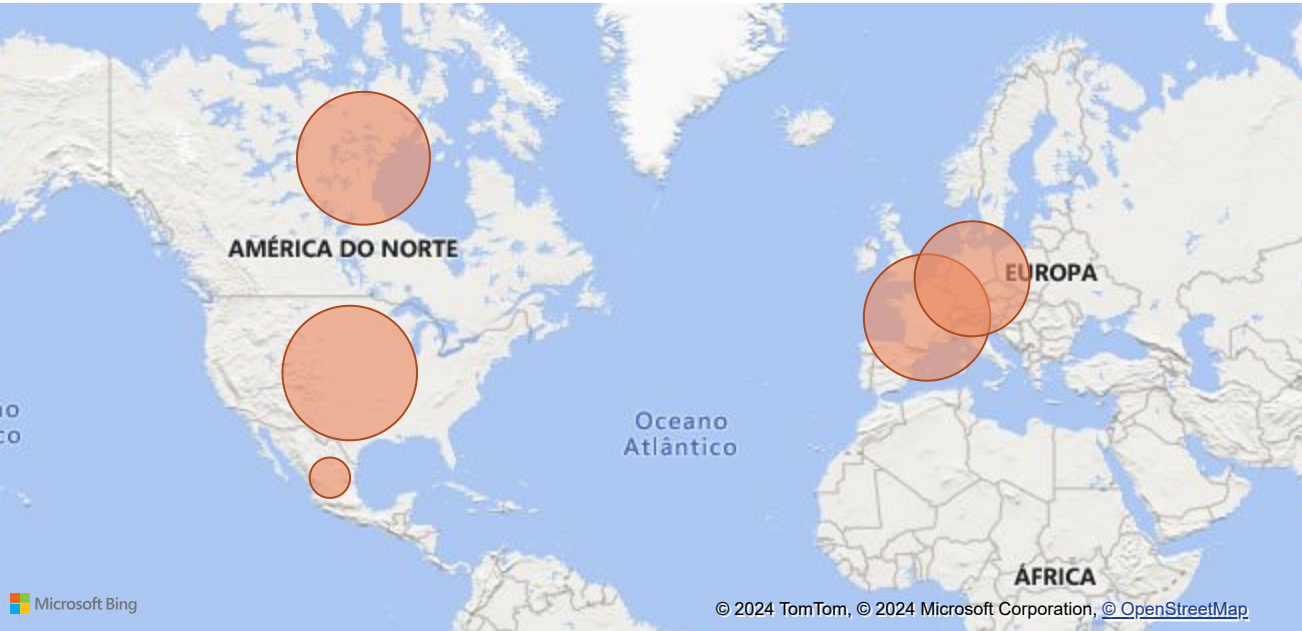 AMÉRICA DO NORTE
EUROPA
Oceano
Atlântico
ÁFRICA
Microsoft Bing
© 2024 TomTom, © 2024 Microsoft Corporation, © OpenStreetMap